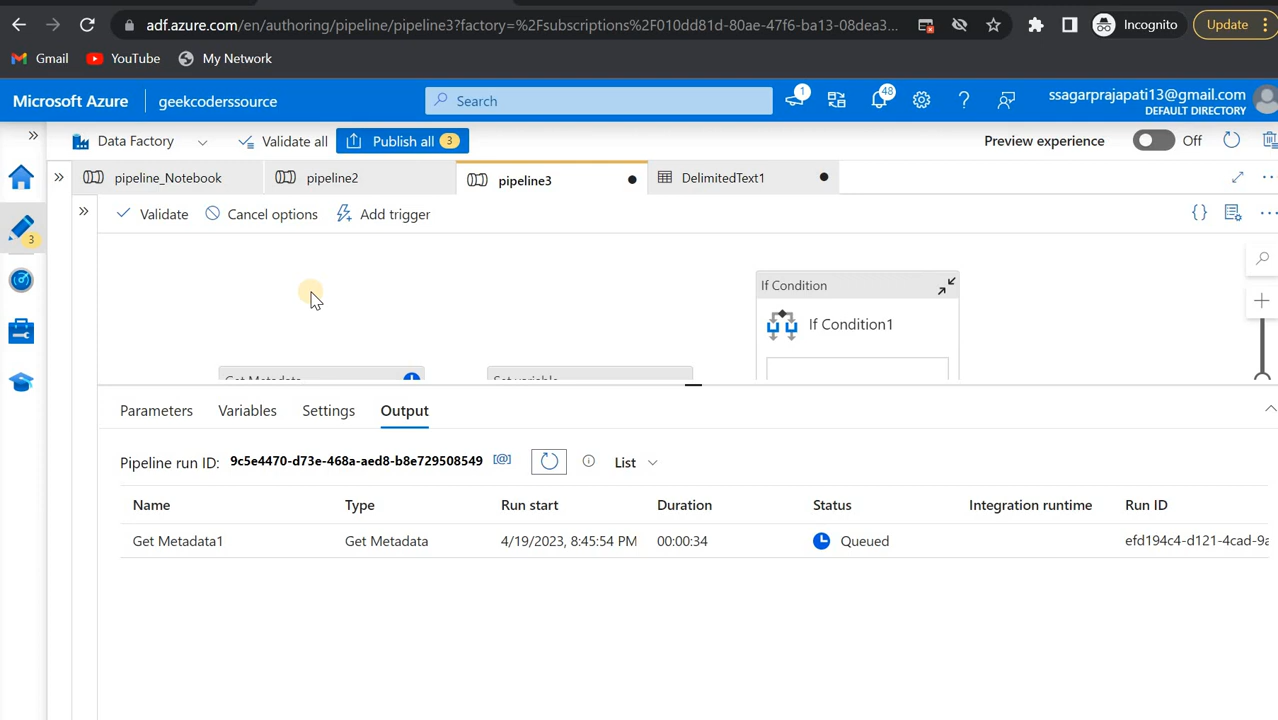 adf.azure.com/en/authoring/pipeline/pipeline3?factory=%2Fsubscriptions%2F010dd81d-80ae-47f6-ba13-08dea3...
Incognito
Update
Gmail
YouTube
My Network
Microsoft Azure
geekcoderssource
Search
1
48
ssagarprajapati13@gmail.com
DEFAULT DIRECTORY
Data Factory
Validate all
Publish all
3
Preview experience
Off
pipeline_Notebook
pipeline2
pipeline3
DelimitedText1
3
Validate
Cancel options
Add trigger
If Condition
If Condition1
Get Metadata
Set variable
Parameters
Variables
Settings
Output
Pipeline run ID:
9c5e4470-d73e-468a-aed8-b8e729508549
[@]
List
Name
Type
Run start
Duration
Status
Integration runtime
Run ID
Get Metadata1
Get Metadata
4/19/2023, 8:45:54 PM
00:00:34
Queued
efd194c4-d121-4cad-9a